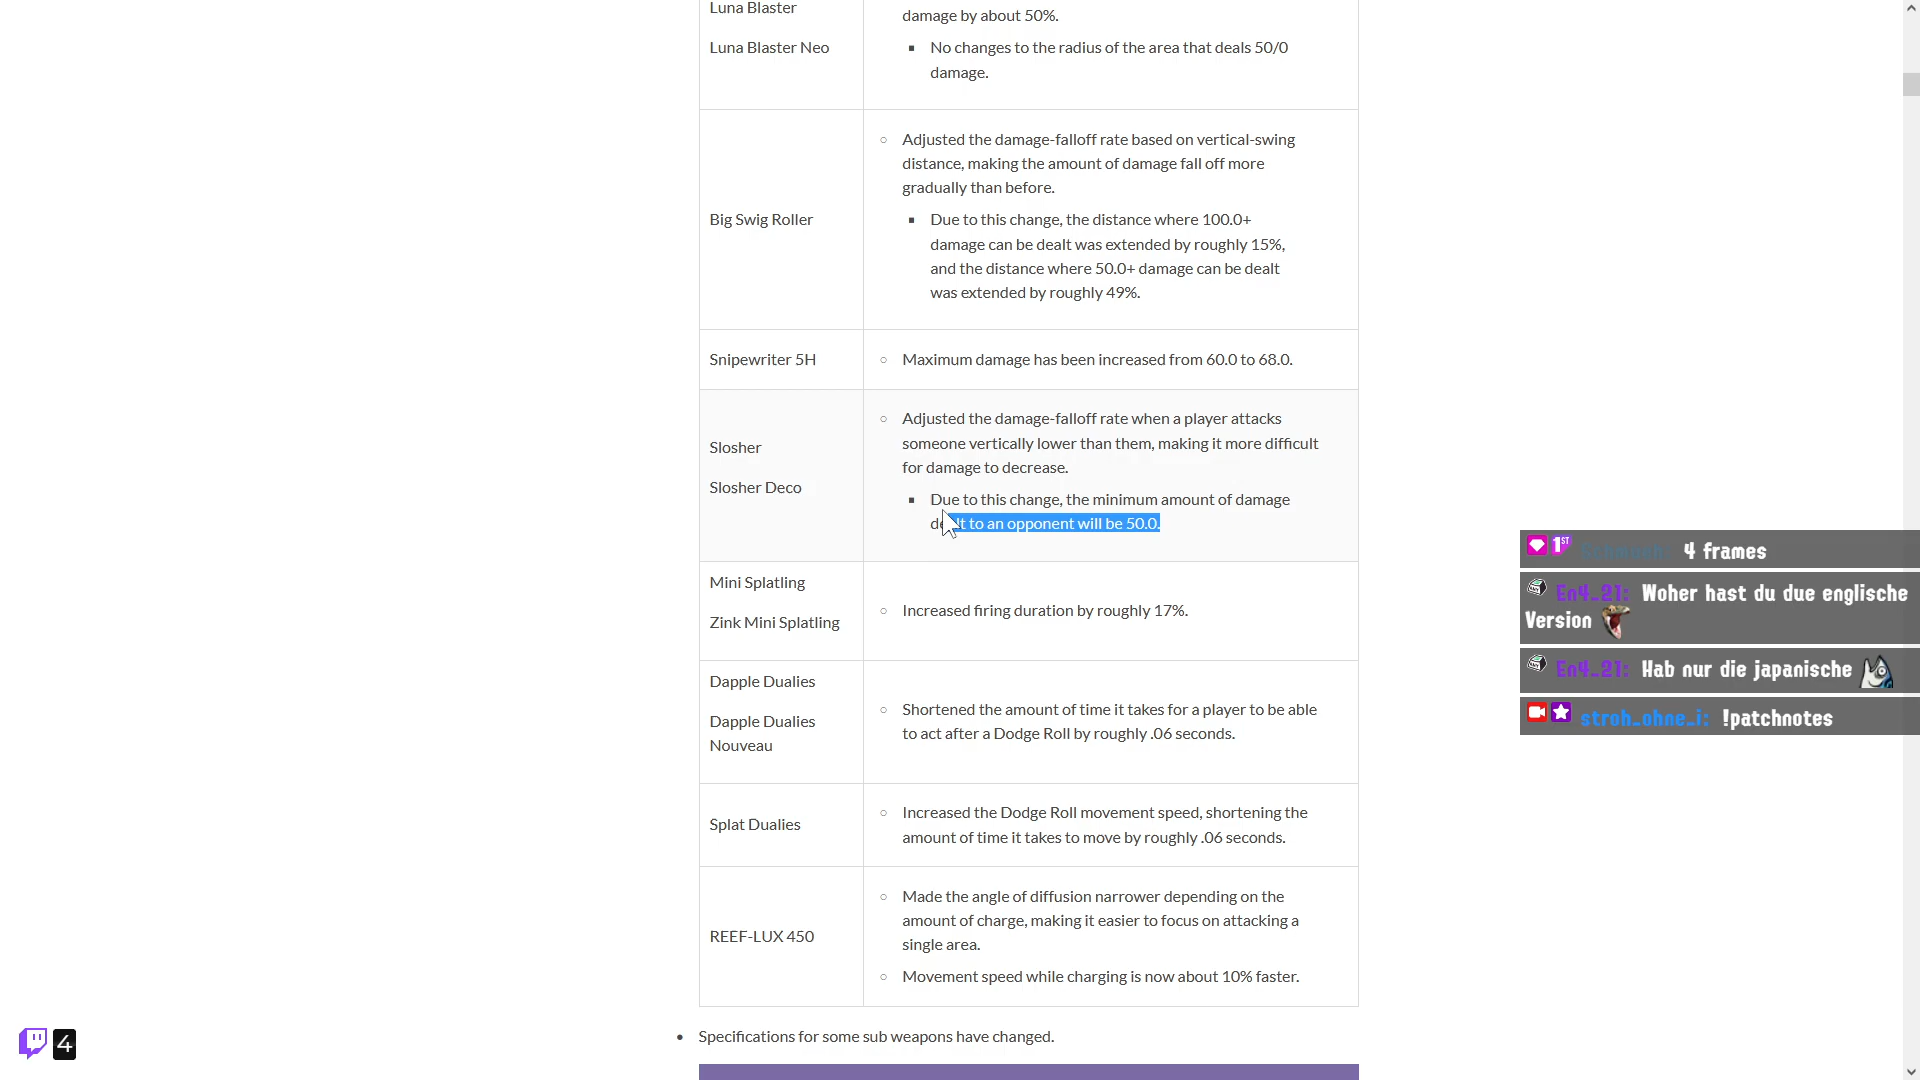 Luna Blaster
damage by about 50%.
Luna Blaster Neo
▪ No changes to the radius of the area that deals 50/0
damage.
○ Adjusted the damage-falloff rate based on vertical-swing
distance, making the amount of damage fall off more
gradually than before.
Big Swig Roller
▪ Due to this change, the distance where 100.0+
damage can be dealt was extended by roughly 15%,
and the distance where 50.0+ damage can be dealt
was extended by roughly 49%.
Snipewriter 5H
○ Maximum damage has been increased from 60.0 to 68.0.
Slosher
Slosher Deco
○ Adjusted the damage-falloff rate when a player attacks
someone vertically lower than them, making it more difficult
for damage to decrease.
▪ Due to this change, the minimum amount of damage
dealt to an opponent will be 50.0.
Mini Splatling
Zink Mini Splatling
○ Increased firing duration by roughly 17%.
Dapple Dualies
Dapple Dualies
Nouveau
○ Shortened the amount of time it takes for a player to be able
to act after a Dodge Roll by roughly .06 seconds.
Splat Dualies
○ Increased the Dodge Roll movement speed, shortening the
amount of time it takes to move by roughly .06 seconds.
REEF-LUX 450
○ Made the angle of diffusion narrower depending on the
amount of charge, making it easier to focus on attacking a
single area.
○ Movement speed while charging is now about 10% faster.
• Specifications for some sub weapons have changed.
1ST 4 frames
En4_21: Woher hast du due englische
Version
En4_21: Hab nur die japanische
stroh_ohne_i: !patchnotes
4